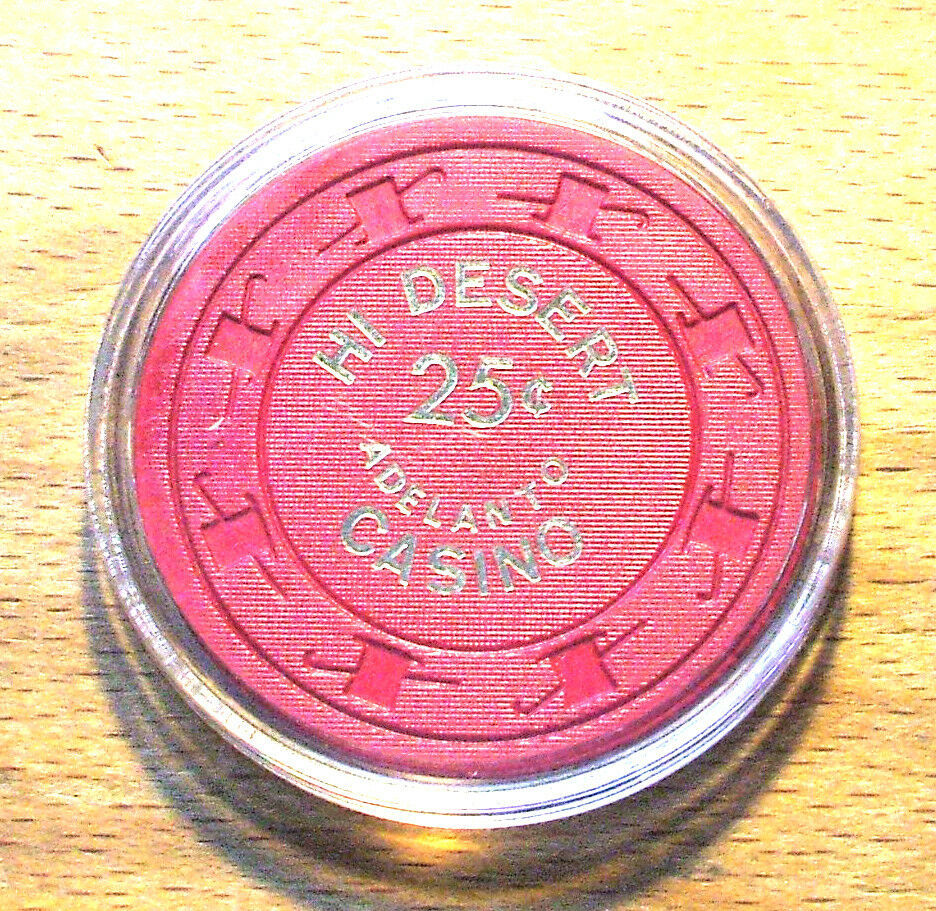 HI DESERT
25¢
ADELANTO
CASINO